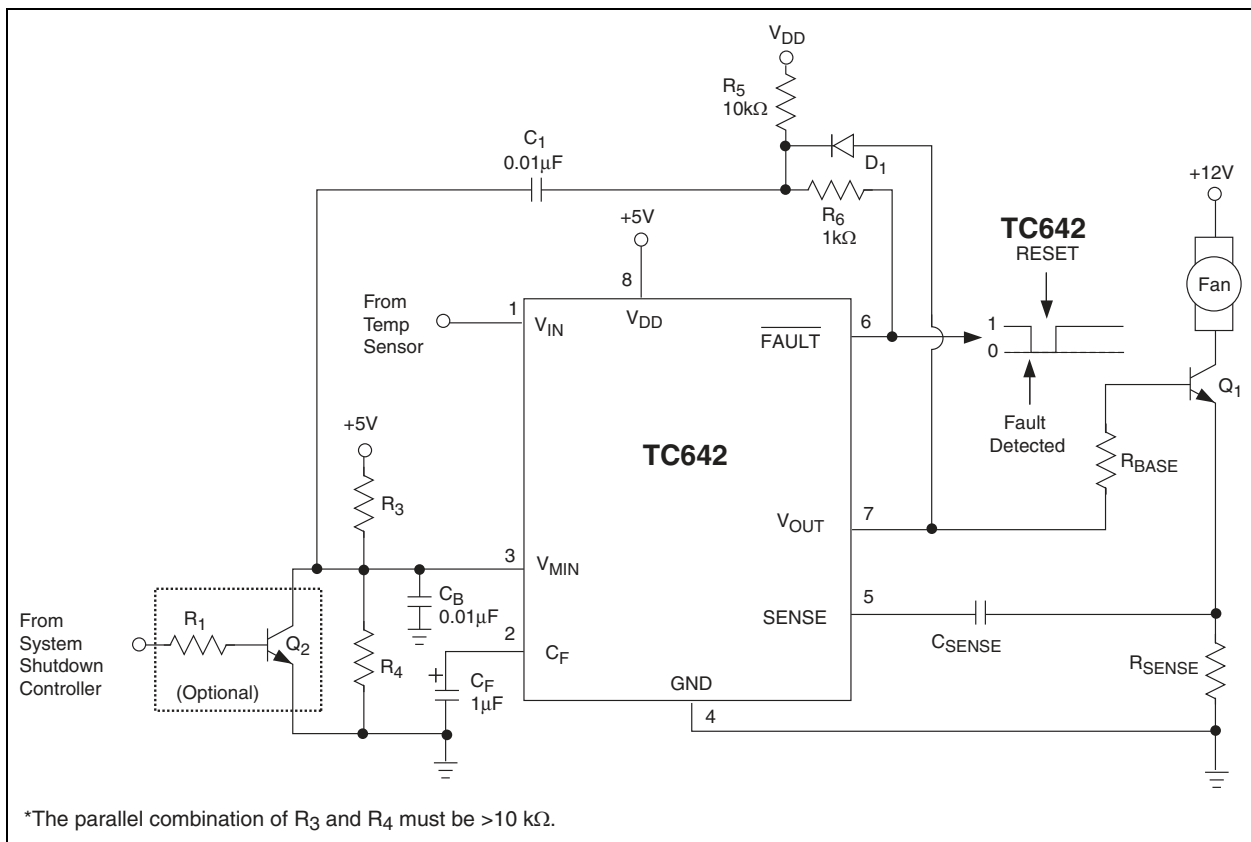 VDD
R5
10kΩ
C1
0.01μF
D1
R6
1kΩ
+12V
+5V
TC642
RESET
Fan
8
VDD
From
Temp
Sensor
1
VIN
6
FAULT
1
0
Q1
Fault
Detected
+5V
TC642
RBASE
R3
VOUT
7
3
VMIN
CB
0.01μF
SENSE
5
CSENSE
From
System
Shutdown
Controller
R1
Q2
(Optional)
R4
2
CF
CF
1μF
+
RSENSE
GND
4
*The parallel combination of R3 and R4 must be >10 kΩ.